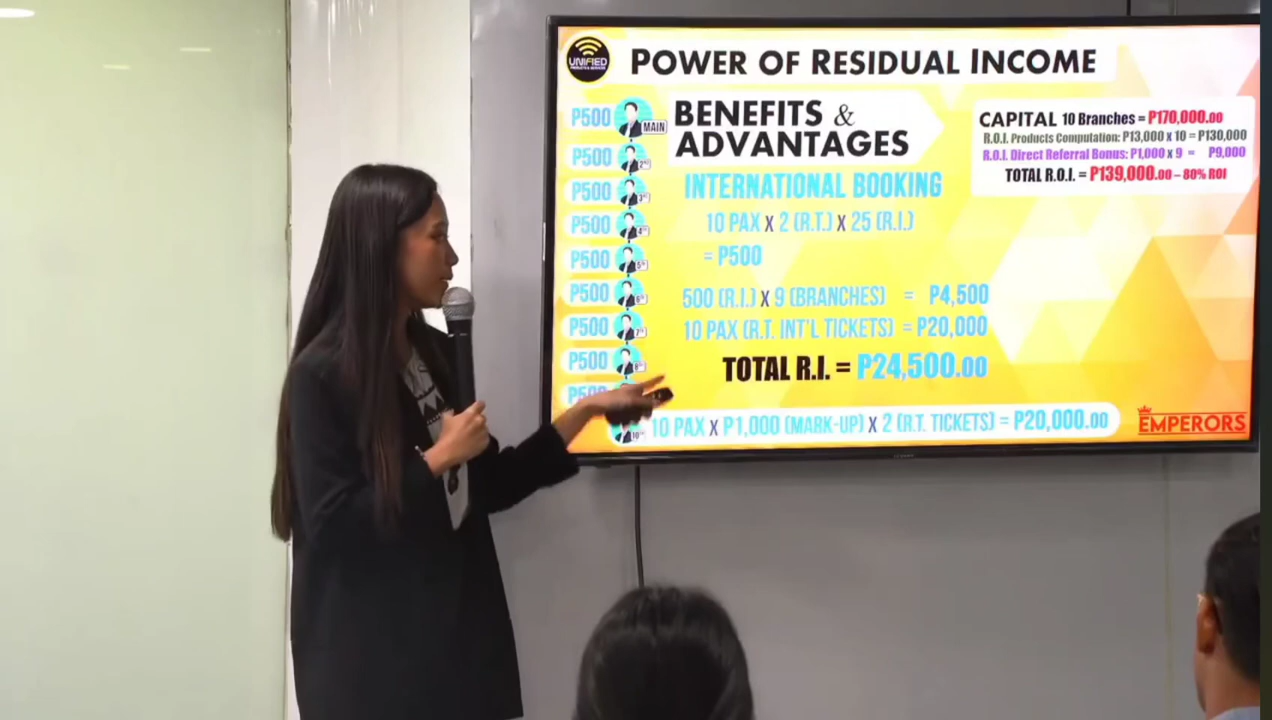 UNIFIED
PRODUCTS & SERVICES
POWER OF RESIDUAL INCOME
P500 MAIN
P500 2ND
P500 3RD
P500 4TH
P500 5TH
P500 6TH
P500 7TH
P500 8TH
P500
10TH
BENEFITS &
ADVANTAGES
INTERNATIONAL BOOKING
10 PAX X 2 (R.T.) X 25 (R.I.)
= P500
500 (R.I.) X 9 (BRANCHES) = P4,500
10 PAX (R.T. INT'L TICKETS) = P20,000
TOTAL R.I. = P24,500.00
10 PAX X P1,000 (MARK-UP) X 2 (R.T. TICKETS) = P20,000.00
CAPITAL 10 Branches = P170,000.00
R.O.I. Products Computation: P13,000 x 10 = P130,000
R.O.I. Direct Referral Bonus: P1,000 x 9 = P9,000
TOTAL R.O.I. = P139,000.00 – 80% ROI
EMPERORS